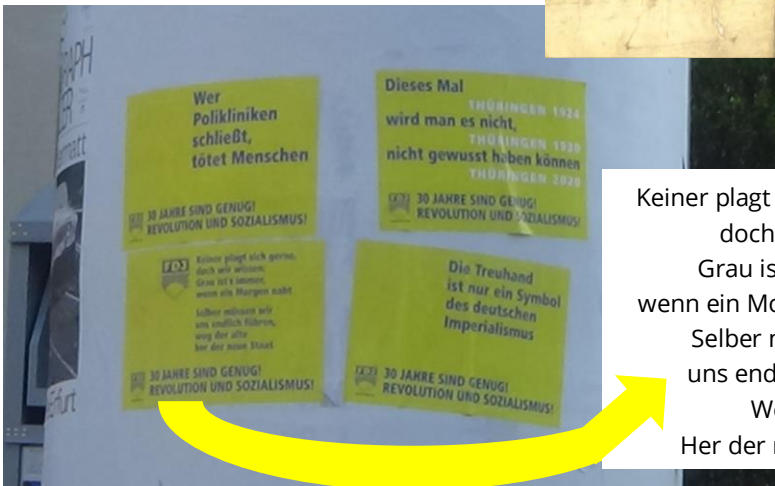 Wer
Polikliniken
schließt,
tötet Menschen
30 JAHRE SIND GENUG!
REVOLUTION UND SOZIALISMUS!
Dieses Mal
THÜRINGEN 1924
wird man es nicht,
THÜRINGEN 1930
nicht gewusst haben können
THÜRINGEN 2020
30 JAHRE SIND GENUG!
REVOLUTION UND SOZIALISMUS!
FDJ
Keiner plagt sich gerne,
doch wir wissen:
Grau ist's immer,
wenn ein Morgen naht
Selber müssen wir
uns endlich führen,
weg der alte
her der neue Staat
30 JAHRE SIND GENUG!
REVOLUTION UND SOZIALISMUS!
Die Treuhand
ist nur ein Symbol
des deutschen
Imperialismus
30 JAHRE SIND GENUG!
REVOLUTION UND SOZIALISMUS!
Erfurt
Keiner plagt
doch
Grau is
wenn ein Mo
Selber
uns end
We
Her der